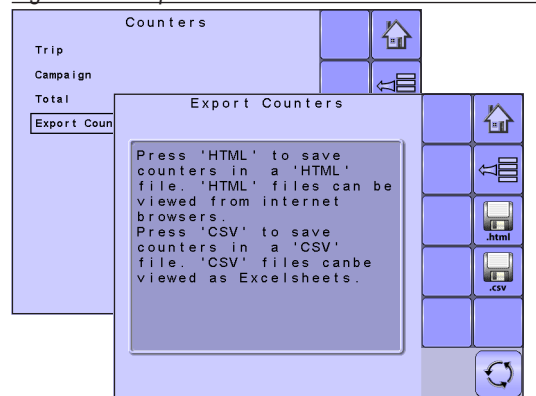 Counters
Trip
Campaign
Total
Export Coun
Export Counters
Press 'HTML' to save
counters in a 'HTML'
file. 'HTML' files can be
viewed from internet
browsers.
Press 'CSV' to save
counters in a 'CSV'
file. 'CSV' files canbe
viewed as Excelsheets.
.html
.csv